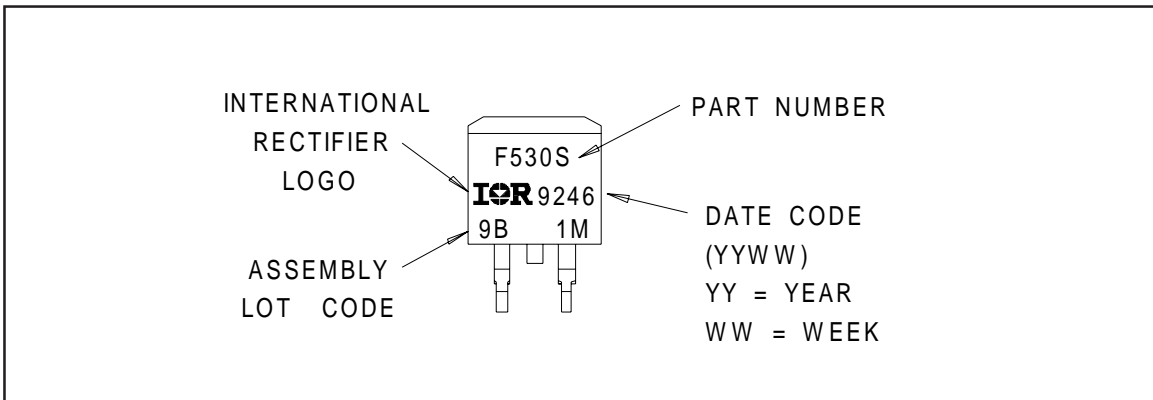 INTERNATIONAL
RECTIFIER
LOGO
ASSEMBLY
LOT CODE
F530S
IOR 9246
9B 1M
PART NUMBER
DATE CODE
(YYWW)
YY = YEAR
WW = WEEK